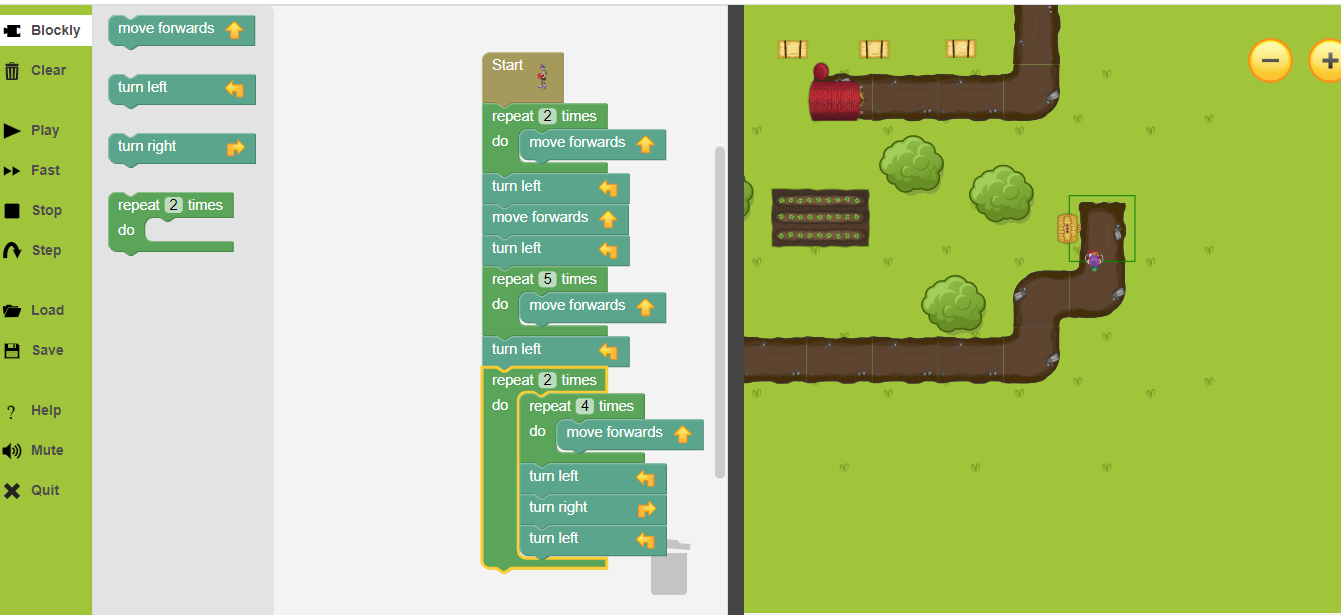 Blockly
Clear
Play
Fast
Stop
Step
Load
Save
Help
Mute
Quit
move forwards
turn left
turn right
repeat 2 times
do
Start
repeat 2 times
do move forwards
turn left
move forwards
turn left
repeat 5 times
do move forwards
turn left
repeat 2 times
do repeat 4 times
do move forwards
turn left
turn right
turn left